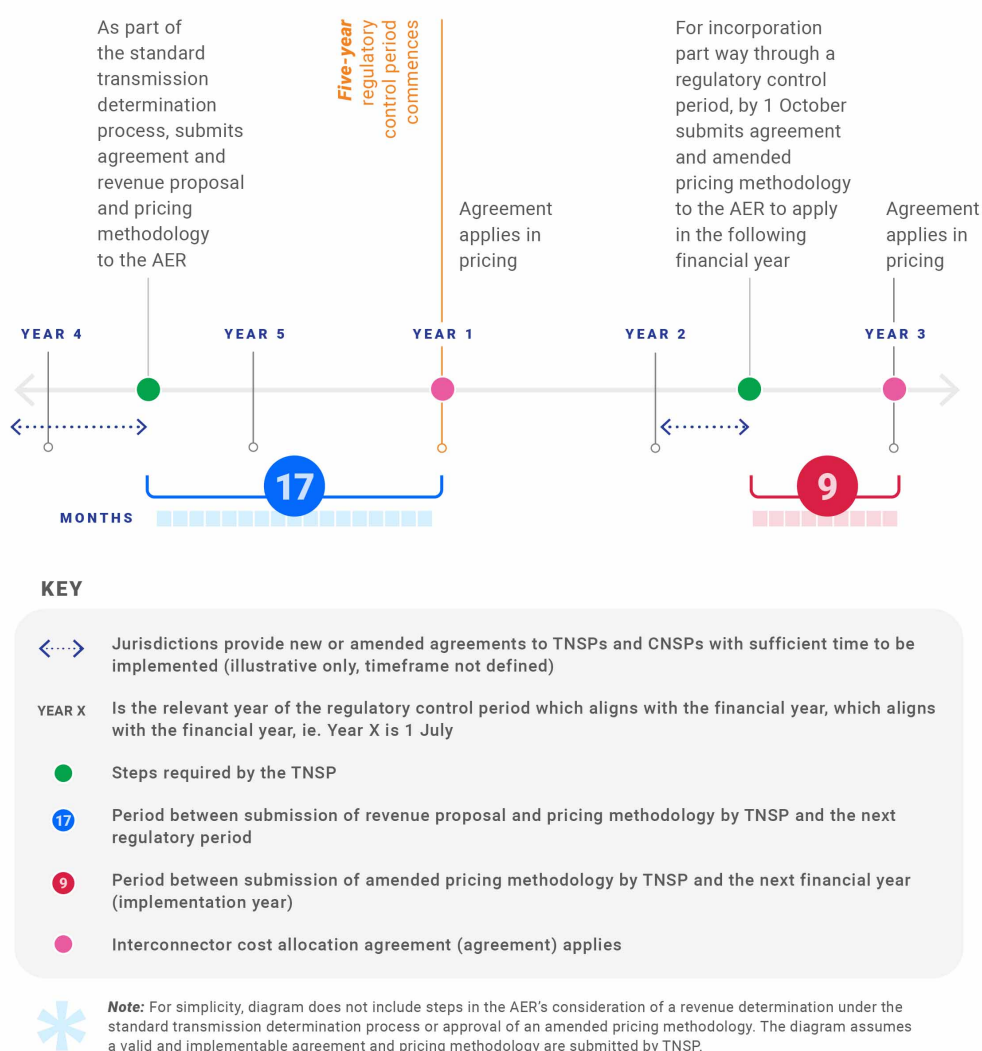 As part of
the standard
transmission
determination
process, submits
agreement and
revenue proposal
and pricing
methodology
to the AER
Five-year
regulatory
control period
commences
Agreement
applies in
pricing
For incorporation
part way through a
regulatory control
period, by 1 October
submits agreement
and amended
pricing methodology
to the AER to apply
in the following
financial year
Agreement
applies in
pricing
YEAR 4
YEAR 5
YEAR 1
YEAR 2
YEAR 3
17
9
MONTHS
KEY
Jurisdictions provide new or amended agreements to TNSPs and CNSPs with sufficient time to be
implemented (illustrative only, timeframe not defined)
YEAR X
Is the relevant year of the regulatory control period which aligns with the financial year, which aligns
with the financial year, ie. Year X is 1 July
Steps required by the TNSP
17
Period between submission of revenue proposal and pricing methodology by TNSP and the next
regulatory period
9
Period between submission of amended pricing methodology by TNSP and the next financial year
(implementation year)
Interconnector cost allocation agreement (agreement) applies
Note: For simplicity, diagram does not include steps in the AER's consideration of a revenue determination under the
standard transmission determination process or approval of an amended pricing methodology. The diagram assumes
a valid and implementable agreement and pricing methodology are submitted by TNSP.